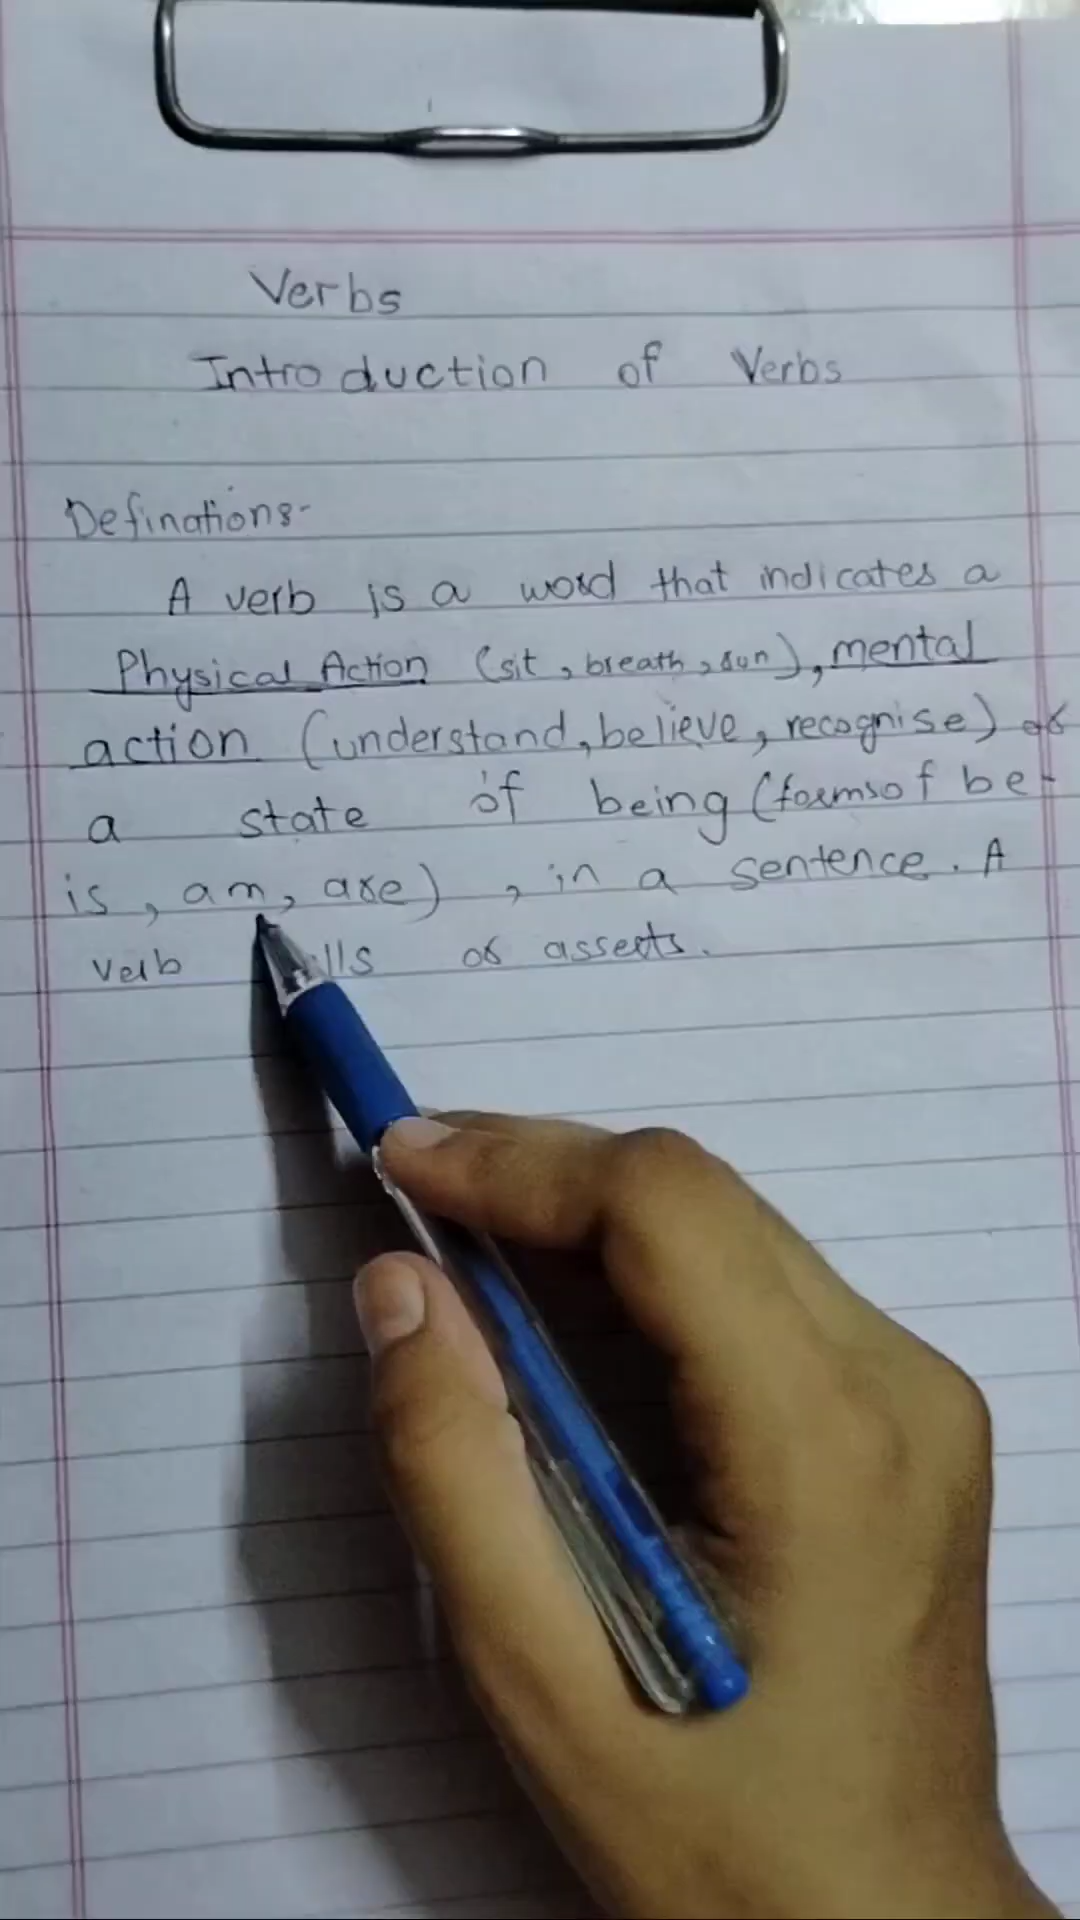 Verbs
Introduction of Verbs
Definations-
A verb is a word that indicates a
Physical Action (sit, breath, run), mental
action (understand, believe, recognise) or
a state of being (forms of be-
is, am, are), in a sentence. A
verb or asserts.